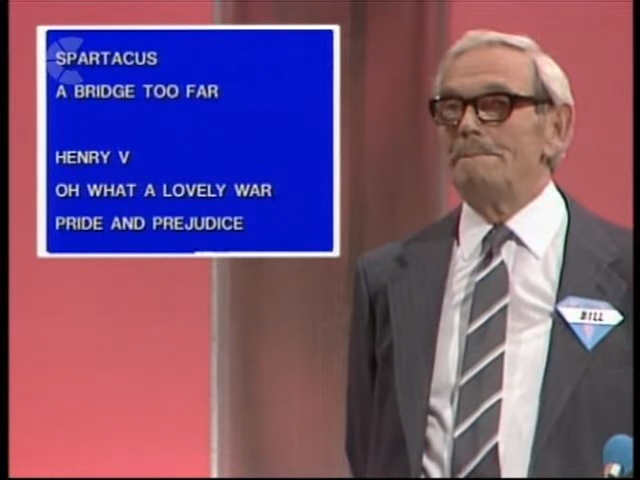 SPARTACUS
A BRIDGE TOO FAR
HENRY V
OH WHAT A LOVELY WAR
PRIDE AND PREJUDICE
BILL